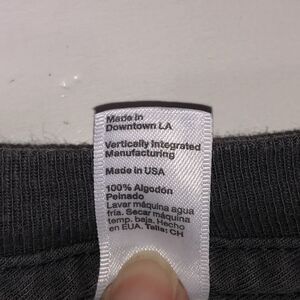 Made in
Downtown LA
Vertically Integrated
Manufacturing
Made in USA
100% Algodón
Peinado
Lavar máquina agua
fria. Secar máquina
temp. baja. Hecho
en EUA. Talla: CH